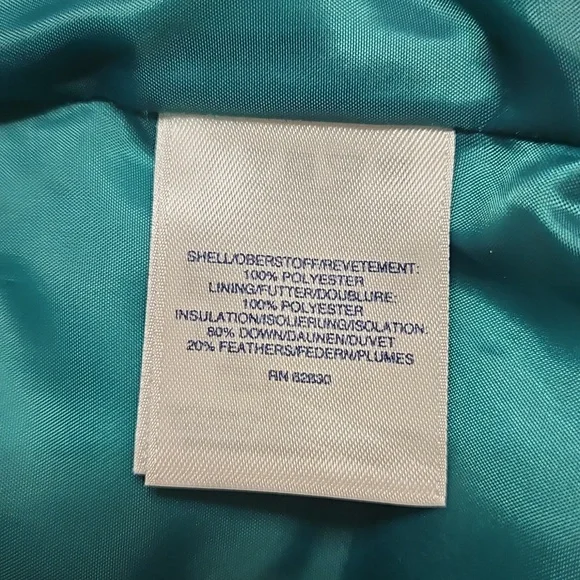 SHELL/OBERSTOFF/REVETEMENT:
100% POLYESTER
LINING/FUTTER/DOUBLURE:
100% POLYESTER
INSULATION/ISOLIERUNG/ISOLATION:
80% DOWN/DAUNEN/DUVET
20% FEATHERS/FEDERN/PLUMES
RN 62830